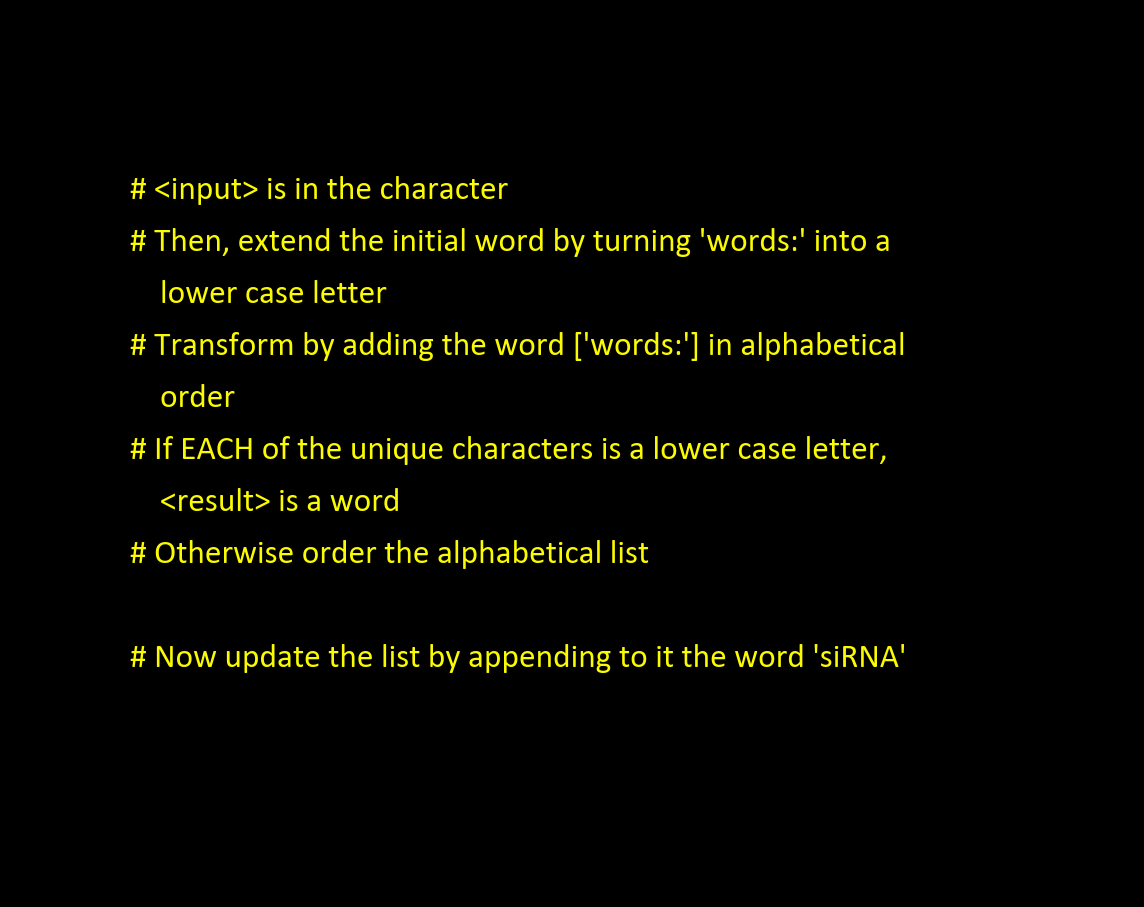 # <input> is in the character
# Then, extend the initial word by turning 'words:' into a
lower case letter
# Transform by adding the word ['words:'] in alphabetical
order
# If EACH of the unique characters is a lower case letter,
<result> is a word
# Otherwise order the alphabetical list
# Now update the list by appending to it the word 'siRNA'